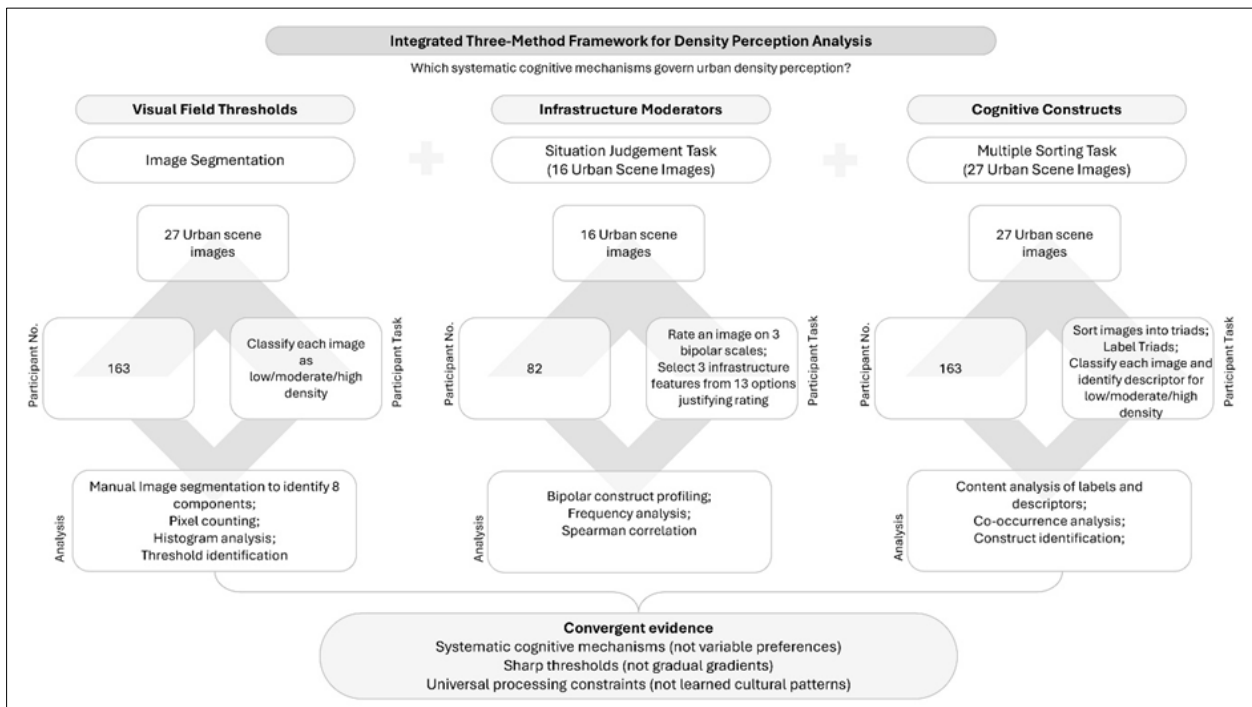 Integrated Three-Method Framework for Density Perception Analysis
Which systematic cognitive mechanisms govern urban density perception?
Visual Field Thresholds
Infrastructure Moderators
Cognitive Constructs
Image Segmentation
Situation Judgement Task
(16 Urban Scene Images)
Multiple Sorting Task
(27 Urban Scene Images)
27 Urban scene
images
16 Urban scene
images
27 Urban scene
images
Participant No.
163
Classify each image
as
low/moderate/high
density
Participant Task
Participant No.
82
Rate an image on 3
bipolar scales;
Select 3 infrastructure
features from 13 options
justifying rating
Participant Task
Participant No.
163
Sort images into triads;
Label Triads;
Classify each image and
identify descriptor for
low/moderate/high
density
Participant Task
Analysis
Manual Image segmentation to identify 8
components;
Pixel counting;
Histogram analysis;
Threshold identification
Analysis
Bipolar construct profiling;
Frequency analysis;
Spearman correlation
Analysis
Content analysis of labels and
descriptors;
Co-occurrence analysis;
Construct identification;
Convergent evidence
Systematic cognitive mechanisms (not variable preferences)
Sharp thresholds (not gradual gradients)
Universal processing constraints (not learned cultural patterns)